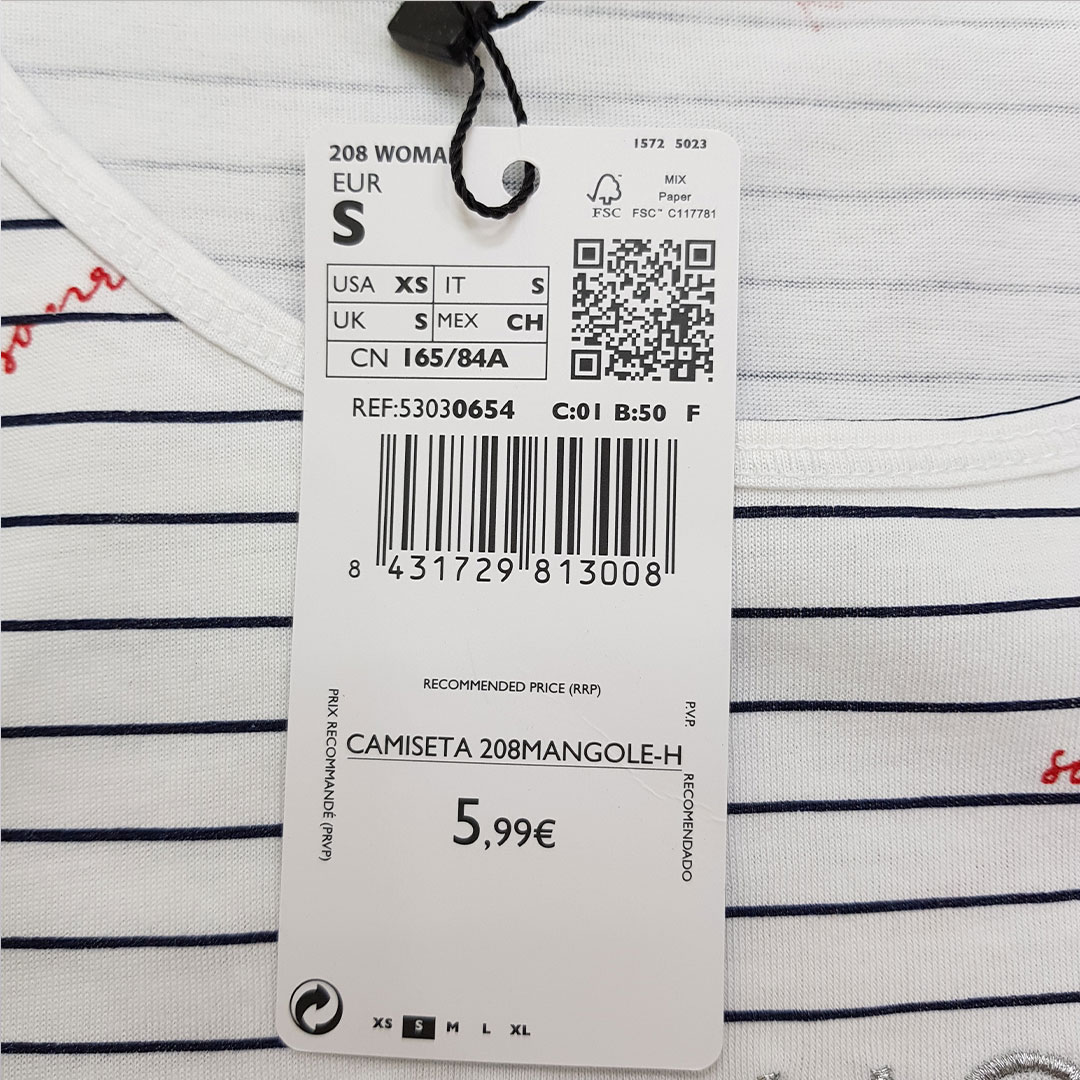 208 WOMA
1572 5023
EUR
S
FSC
MIX
Paper
FSC™ C117781
USA XS IT S
UK S MEX CH
CN 165/84A
REF:53030654 C:01 B:50 F
8 431729 813008
RECOMMENDED PRICE (RRP)
PRIX RECOMMANDÉ (PRVP)
P.V.P. RECOMENDADO
CAMISETA 208MANGOLE-H
5,99€
XS S M L XL